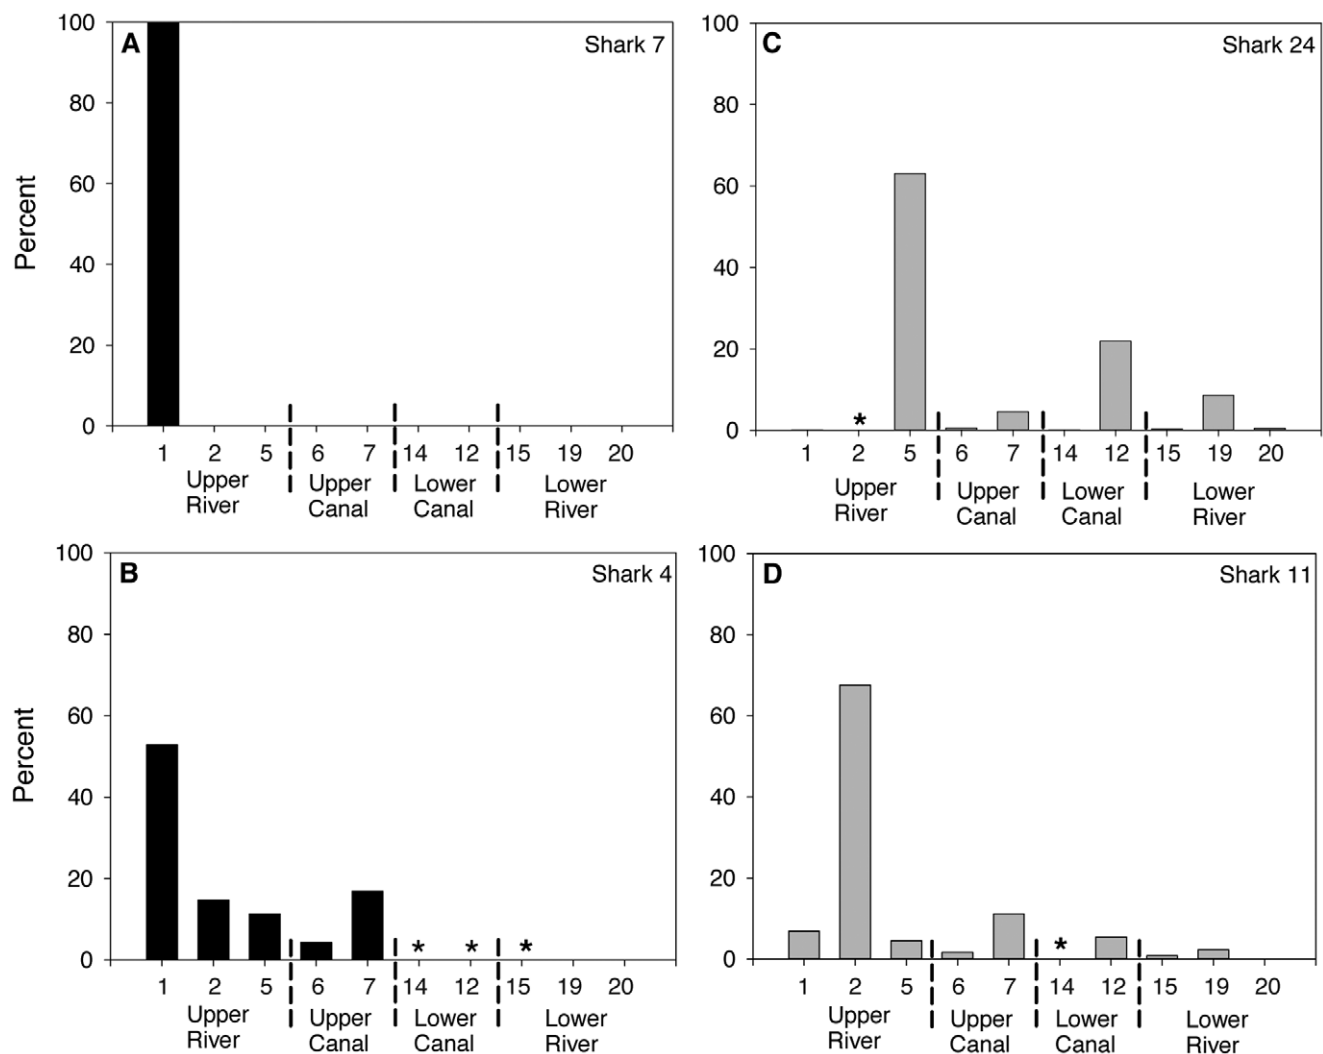 A
Shark 7
Percent
100
80
60
40
20
0
1 2 5 6 7 14 12 15 19 20
Upper River
Upper Canal
Lower Canal
Lower River
C
Shark 24
100
80
60
40
20
0
*
1 2 5 6 7 14 12 15 19 20
Upper River
Upper Canal
Lower Canal
Lower River
B
Shark 4
Percent
100
80
60
40
20
0
* * *
1 2 5 6 7 14 12 15 19 20
Upper River
Upper Canal
Lower Canal
Lower River
D
Shark 11
100
80
60
40
20
0
*
1 2 5 6 7 14 12 15 19 20
Upper River
Upper Canal
Lower Canal
Lower River